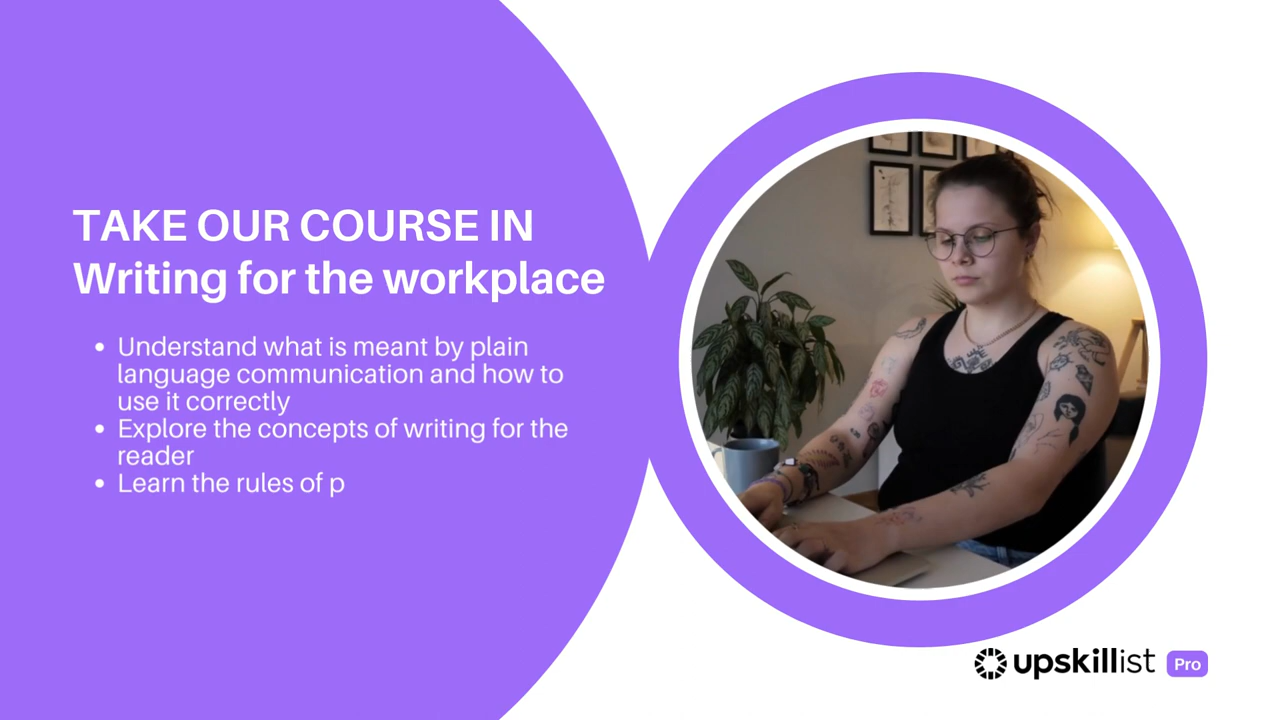 TAKE OUR COURSE IN
Writing for the workplace
• Understand what is meant by plain
language communication and how to
use it correctly
• Explore the concepts of writing for the
reader
• Learn the rules of p
upskillist Pro